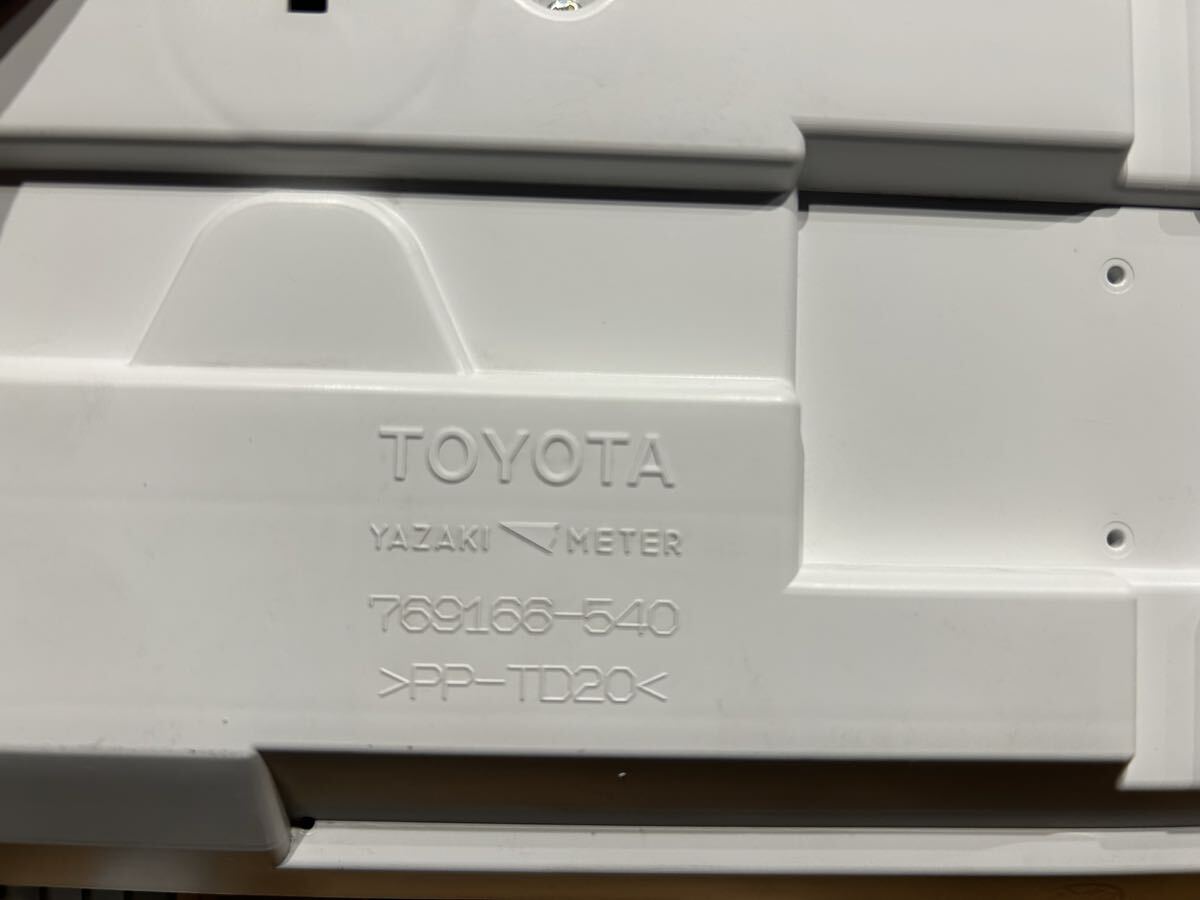 TOYOTA
YAZAKI METER
769166-540
>PP-TD20<